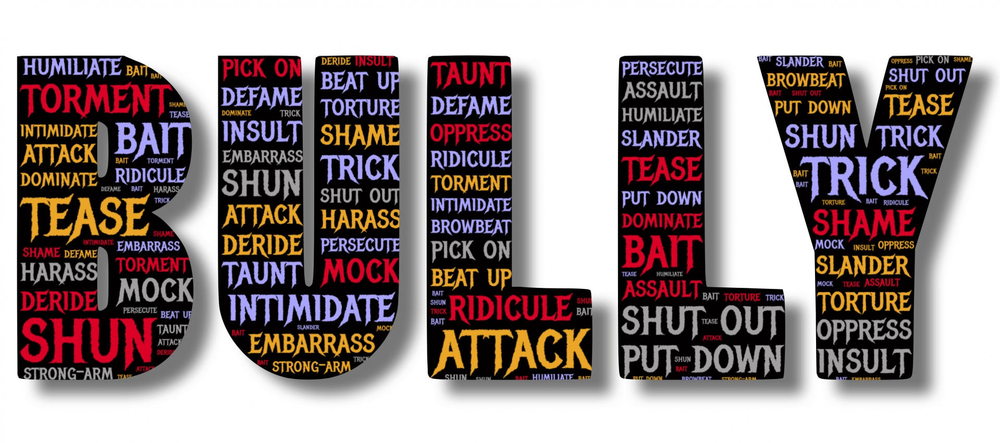 HUMILIATE BAIT
BAIT
TORMENT
SHAME
TEASE
INTIMIDATE
BAIT
ATTACK
BAIT TORMENT
DOMINATE
RIDICULE
DEFAME BAIT HARASS
TEASE
TRICK
SHAME
INTIMIDATE
EMBARRASS
SHAME DEFAME
TORMENT
HARASS
MOCK
DERIDE
PERSECUTE
BEAT UP
SHUN
TAUNT
ATTACK
DERIDE
ATTACK
STRONG-ARM TEASE
PICK ON
DEFAME
DOMINATE TRICK
INSULT
EMBARRASS
SHUN
ATTACK
DERIDE
TAUNT
DERIDE INSULT
BEAT UP
TORTURE
SHAME
TRICK
SHUT OUT
HARASS
PERSECUTE
MOCK
INTIMIDATE
SLANDER
BAIT MOCK
EMBARRASS
BAIT TRICK
STRONG-ARM
TAUNT
DEFAME
OPPRESS
RIDICULE
TORMENT
INTIMIDATE
BROWBEAT
PICK ON
BEAT UP
BAIT
SHUN
TRICK
BAIT
RIDICULE
SHUN
BAIT
ATTACK
SHUN SHUN BAIT HUMILIATE BAIT
PERSECUTE
ASSAULT
HUMILIATE
SLANDER
TEASE
PUT DOWN
DOMINATE
BAIT
TEASE HUMILIATE
ASSAULT BAIT TORTURE TRICK
SHUT TEASE OUT
ATTACK
PUT SHUN DOWN
BAIT
PUT DOWN BROWBEAT STRONG-ARM
BAIT SLANDER BAIT
BROWBEAT
BAIT SHUT OUT
PUT DOWN
SHUN
OPPRESS PICK ON SHAME
SHUT OUT
PICK ON
TEASE
TRICK
BAIT
TRICK
BAIT
TRICK
BAIT
TORTURE BAIT RIDICULE
SHAME
MOCK INSULT OPPRESS
SLANDER
MOCK TEASE ASSAULT
TORTURE
OPPRESS
INSULT
BAIT EMBARRASS